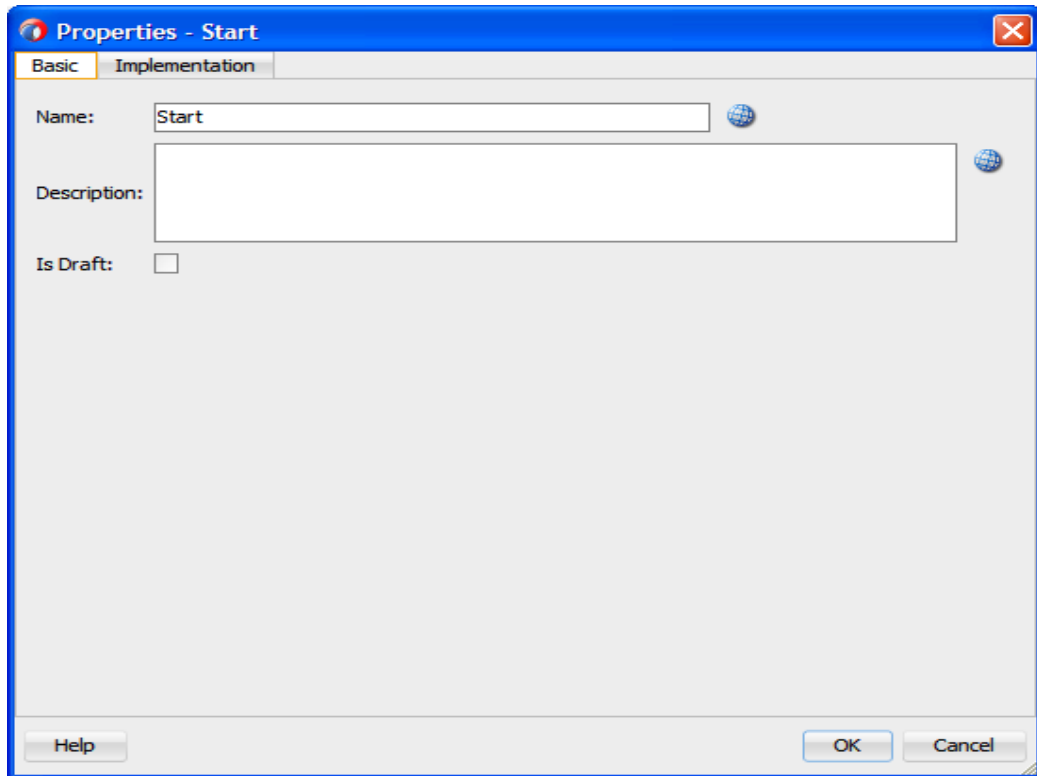 Properties - Start
Basic Implementation
Name: Start
Description:
Is Draft:
Help OK Cancel